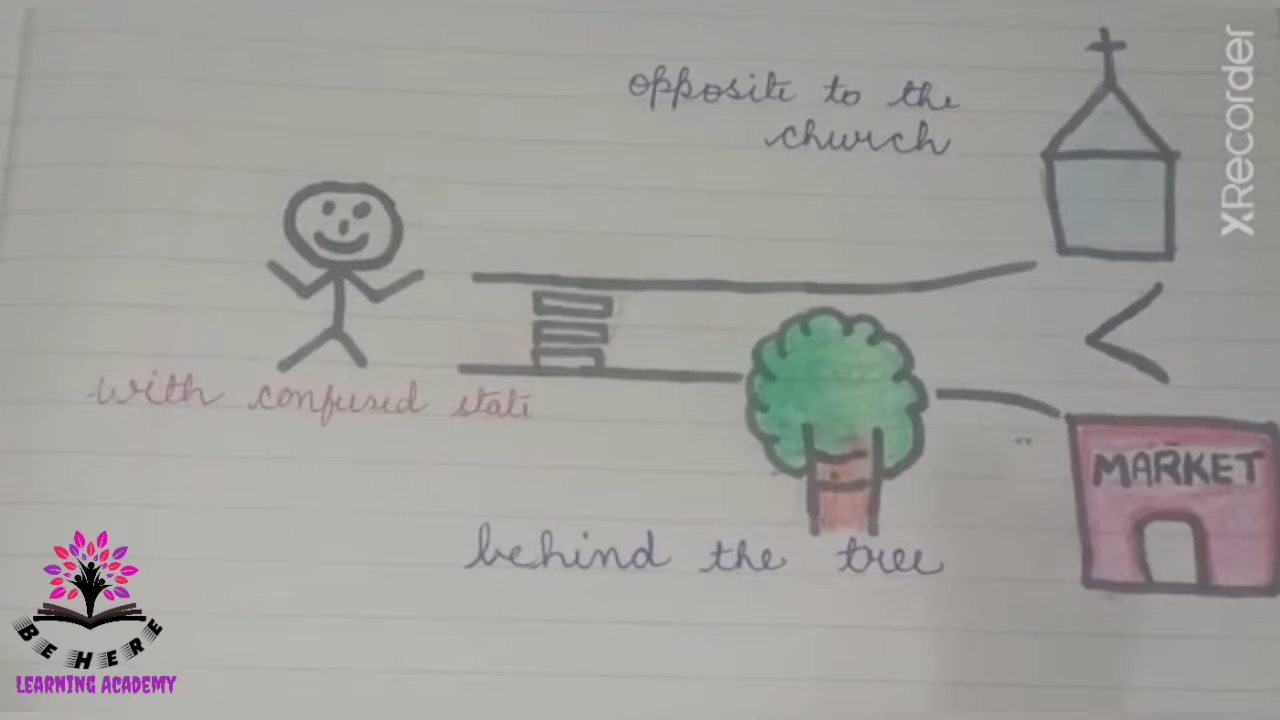 opposite to the
church
XRecorder
with confused state
MARKET
behind the tree
BE HERE
LEARNING ACADEMY